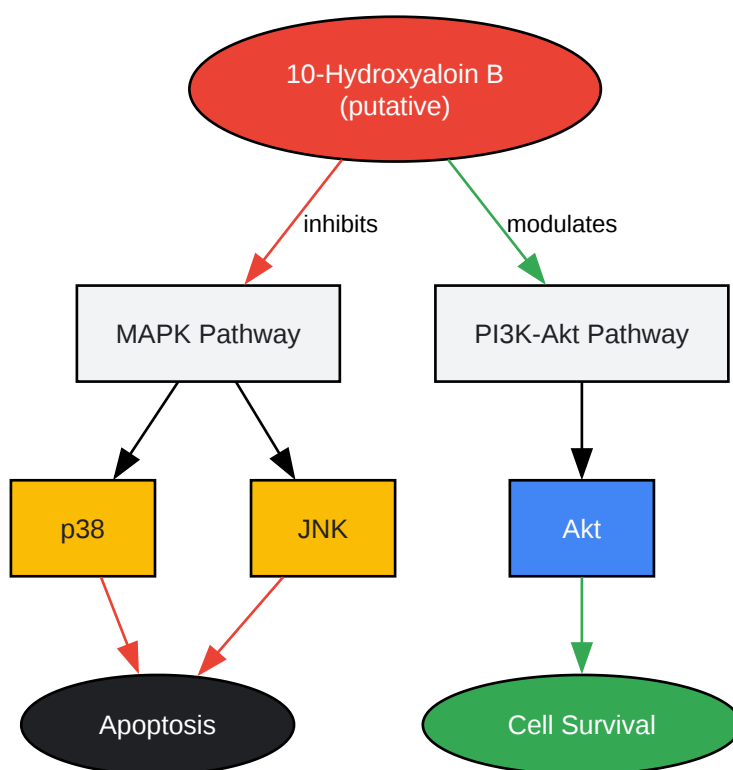 10-Hydroxyaloin B
(putative)
inhibits
modulates
MAPK Pathway
PI3K-Akt Pathway
p38
JNK
Akt
Apoptosis
Cell Survival